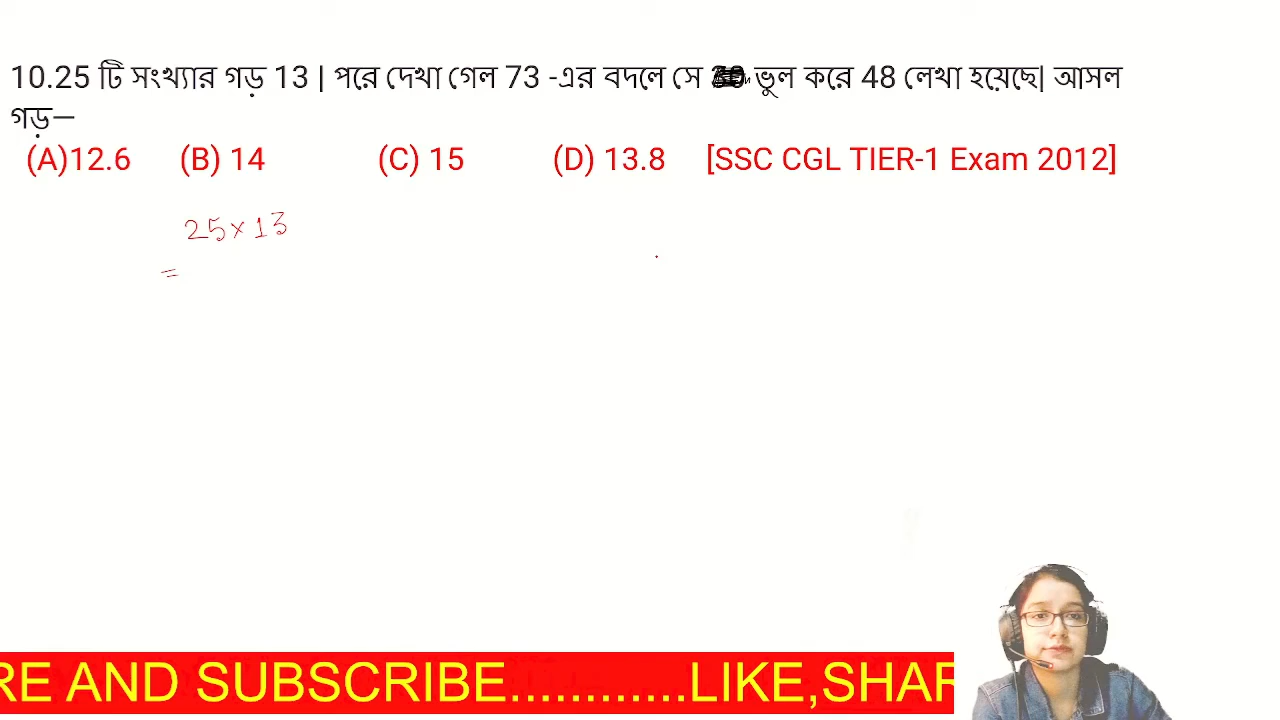 10.25 টি সংখ্যার গড় 13 | পরে দেখা গেল 73 -এর বদলে সে ভুল করে 48 লেখা হয়েছে| আসল
গড়—
(A)12.6 (B) 14 (C) 15 (D) 13.8 [SSC CGL TIER-1 Exam 2012]
25 × 13
=
RE AND SUBSCRIBE............LIKE,SHAR